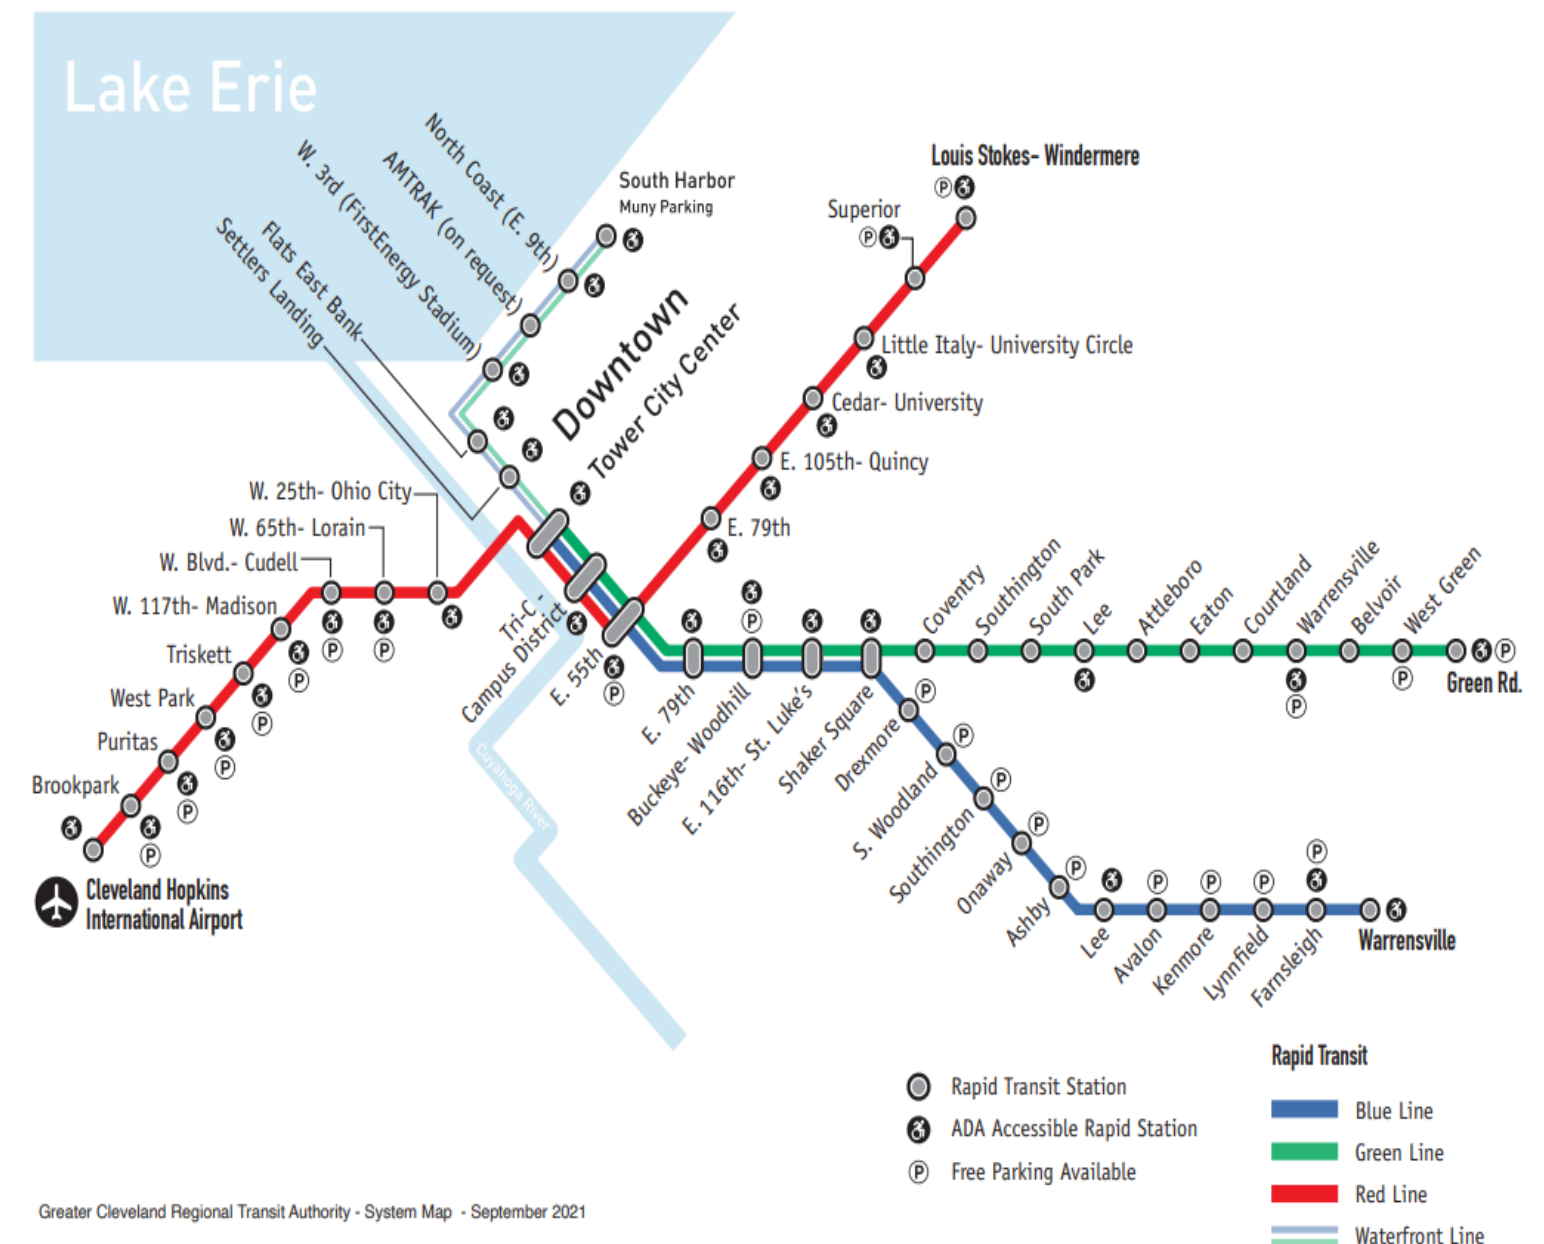 Lake Erie
North Coast (E. 9th)
AMTRAK (on request)
W. 3rd (FirstEnergy Stadium)
Flats East Bank
Settlers Landing
South Harbor
Muny Parking
Downtown
Tower City Center
Louis Stokes- Windermere
P
Superior
P
Little Italy- University Circle
Cedar- University
E. 105th- Quincy
E. 79th
W. 25th- Ohio City
W. 65th- Lorain
W. Blvd.- Cudell
W. 117th- Madison
Triskett
West Park
Puritas
Brookpark
P
P
P
P
P
P
P
Cleveland Hopkins
International Airport
Tri-C
Campus District
E. 55th
P
E. 79th
P
Buckeye- Woodhill
E. 116th- St. Luke's
Shaker Square
Coventry
Southington
South Park
Lee
Attleboro
Eaton
Courtland
Warrensville
P
Belvoir
West Green
P
P
Green Rd.
Drexmore
P
S. Woodland
P
Southington
P
Onaway
P
Ashby
P
Lee
Avalon
P
Kenmore
P
Lynnfield
P
Farnsleigh
P
Warrensville
Cuyahoga River
Rapid Transit Station
ADA Accessible Rapid Station
P Free Parking Available
Rapid Transit
Blue Line
Green Line
Red Line
Waterfront Line
Greater Cleveland Regional Transit Authority - System Map - September 2021